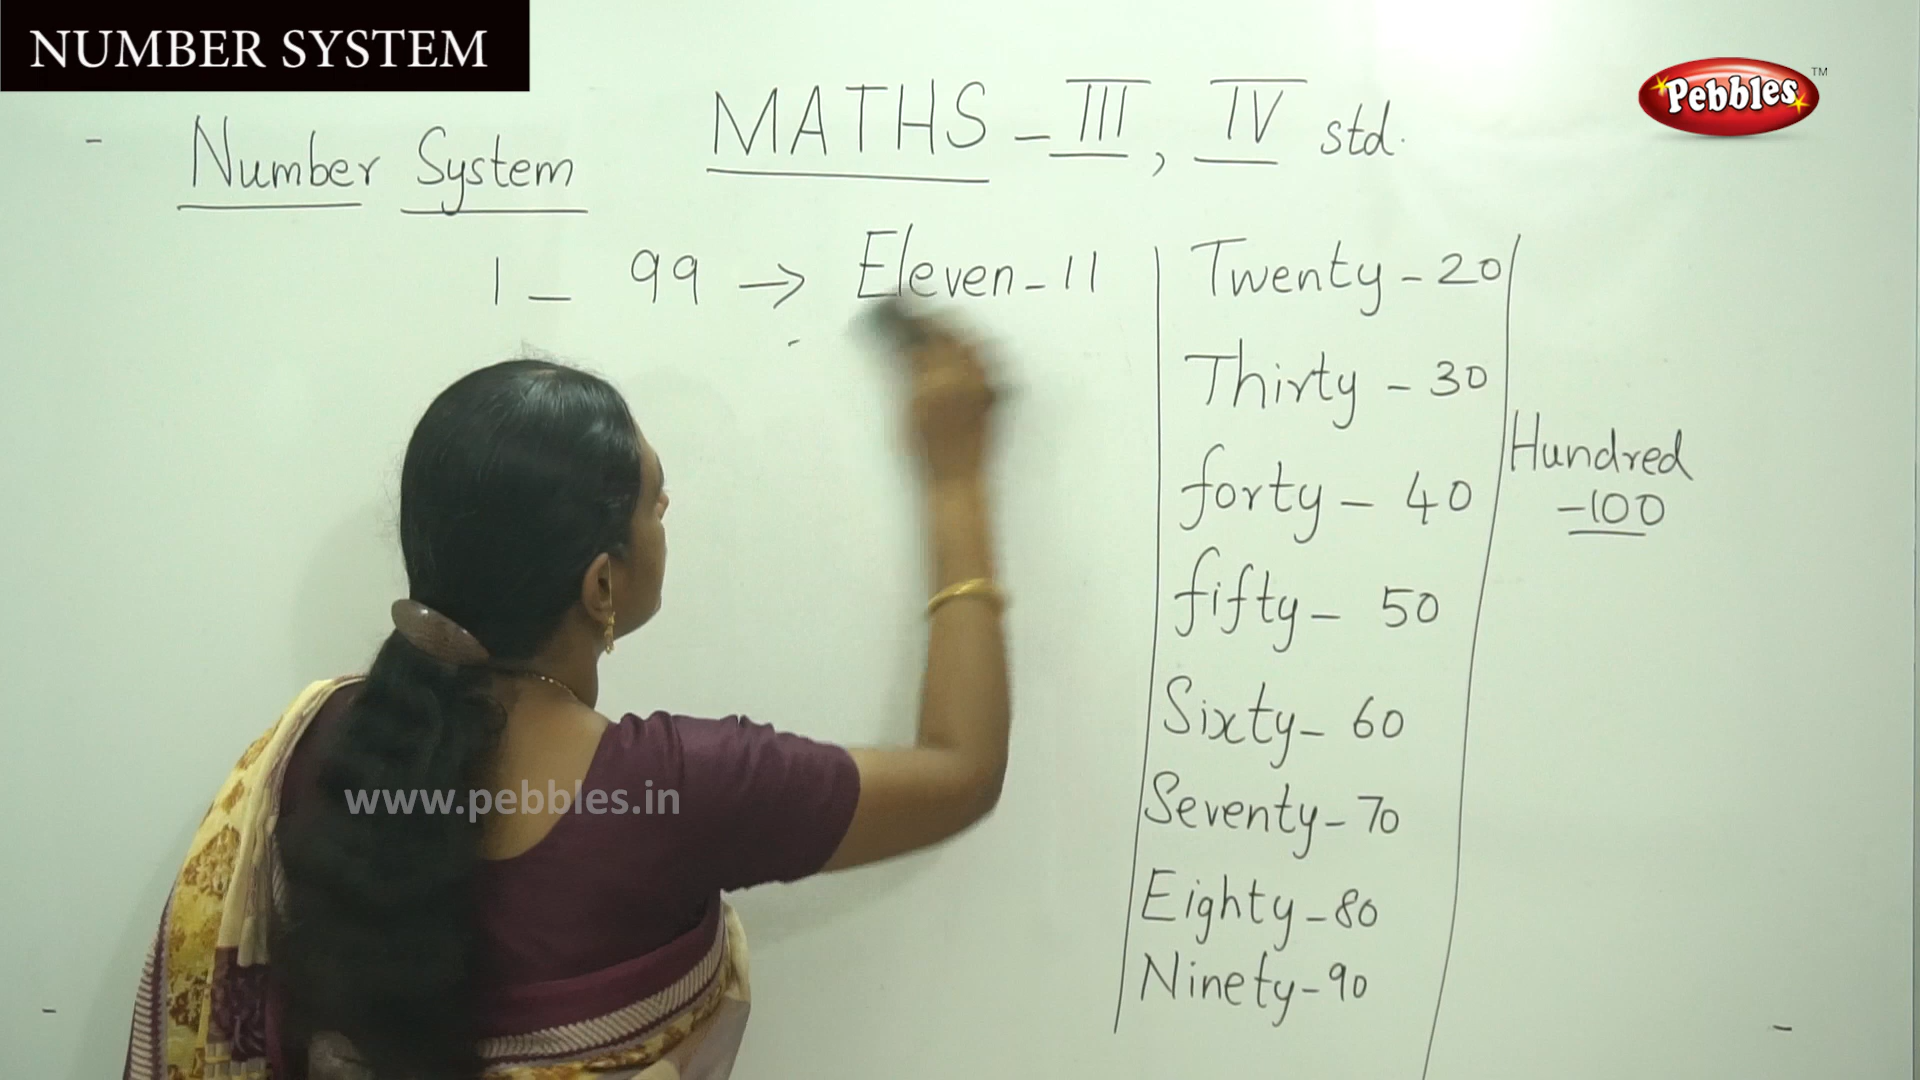 NUMBER SYSTEM
Pebbles™
MATHS - III, IV std.
Number System
1 - 99 → Eleven - 11
Twenty - 20
Thirty - 30
forty - 40
fifty - 50
Sixty - 60
Seventy - 70
Eighty - 80
Ninety - 90
Hundred
- 100
www.pebbles.in